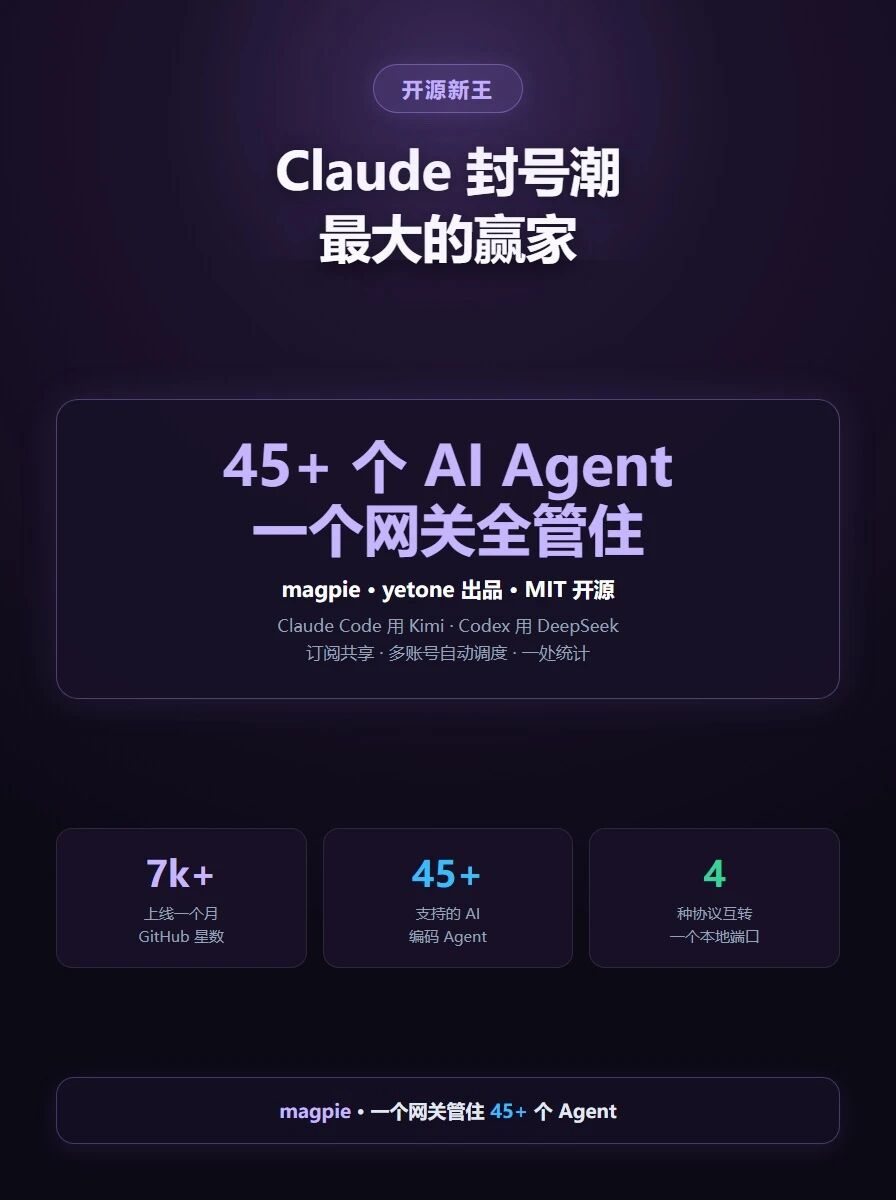 开源新王
Claude 封号潮
最大的赢家
45+ 个 AI Agent
一个网关全管住
magpie • yetone 出品 • MIT 开源
Claude Code 用 Kimi · Codex 用 DeepSeek
订阅共享 · 多账号自动调度 · 一处统计
7k+
上线一个月
GitHub 星数
45+
支持的 AI
编码 Agent
4
种协议互转
一个本地端口
magpie • 一个网关管住 45+ 个 Agent